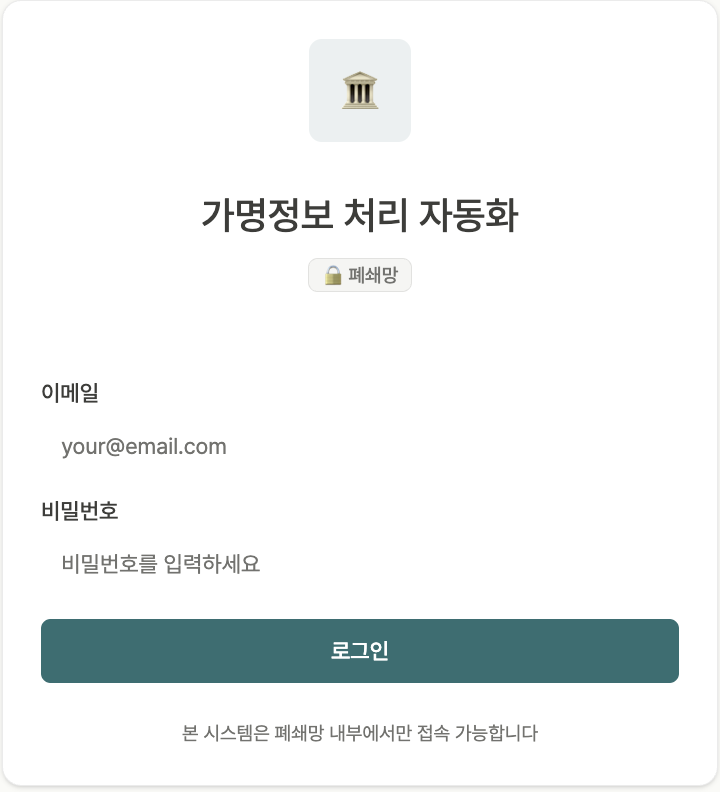 가명정보 처리 자동화
폐쇄망
이메일
your@email.com
비밀번호
비밀번호를 입력하세요
로그인
본 시스템은 폐쇄망 내부에서만 접속 가능합니다